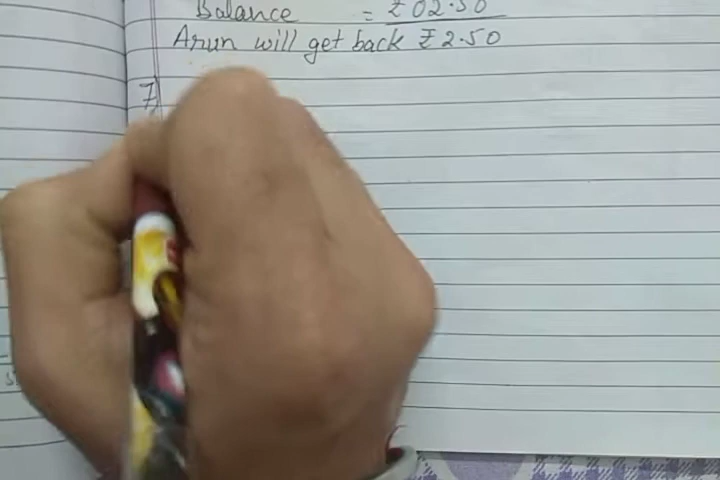 Balance = ₹02.50
Arun will get back ₹2.50
7)